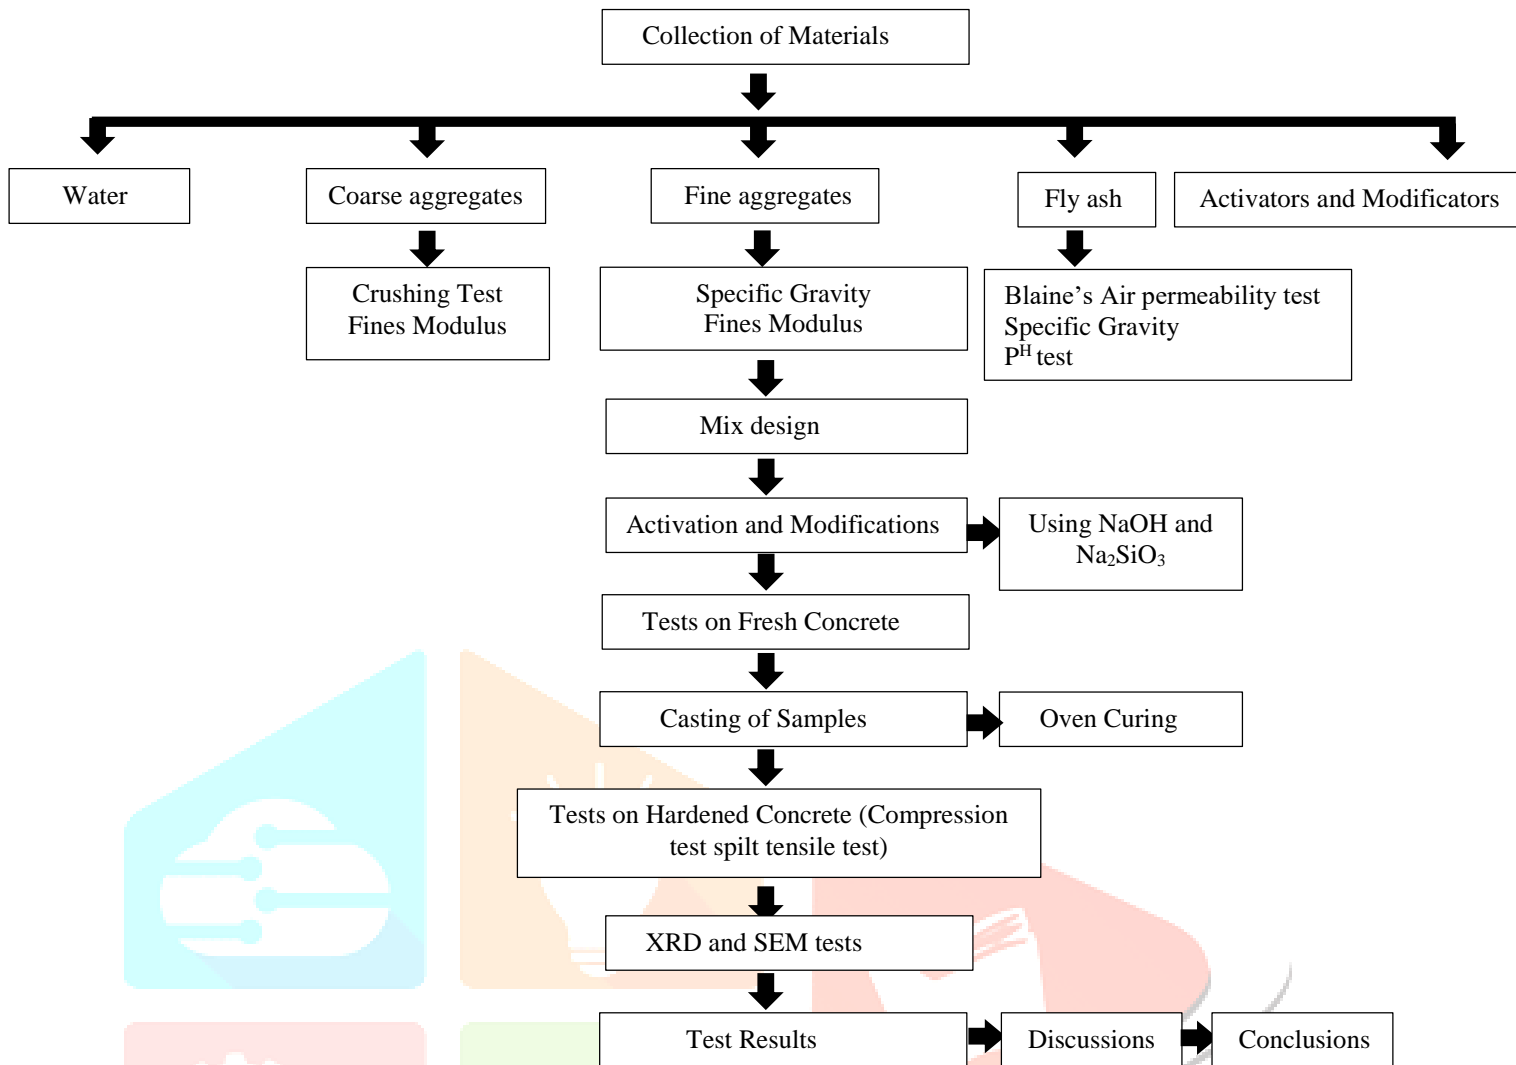 Collection of Materials
Water
Coarse aggregates
Fine aggregates
Fly ash
Activators and Modificators
Crushing Test
Fines Modulus
Specific Gravity
Fines Modulus
Blaine’s Air permeability test
Specific Gravity
Pᴴ test
Mix design
Activation and Modifications
Using NaOH and
Na₂SiO₃
Tests on Fresh Concrete
Casting of Samples
Oven Curing
Tests on Hardened Concrete (Compression
test spilt tensile test)
XRD and SEM tests
Test Results
Discussions
Conclusions